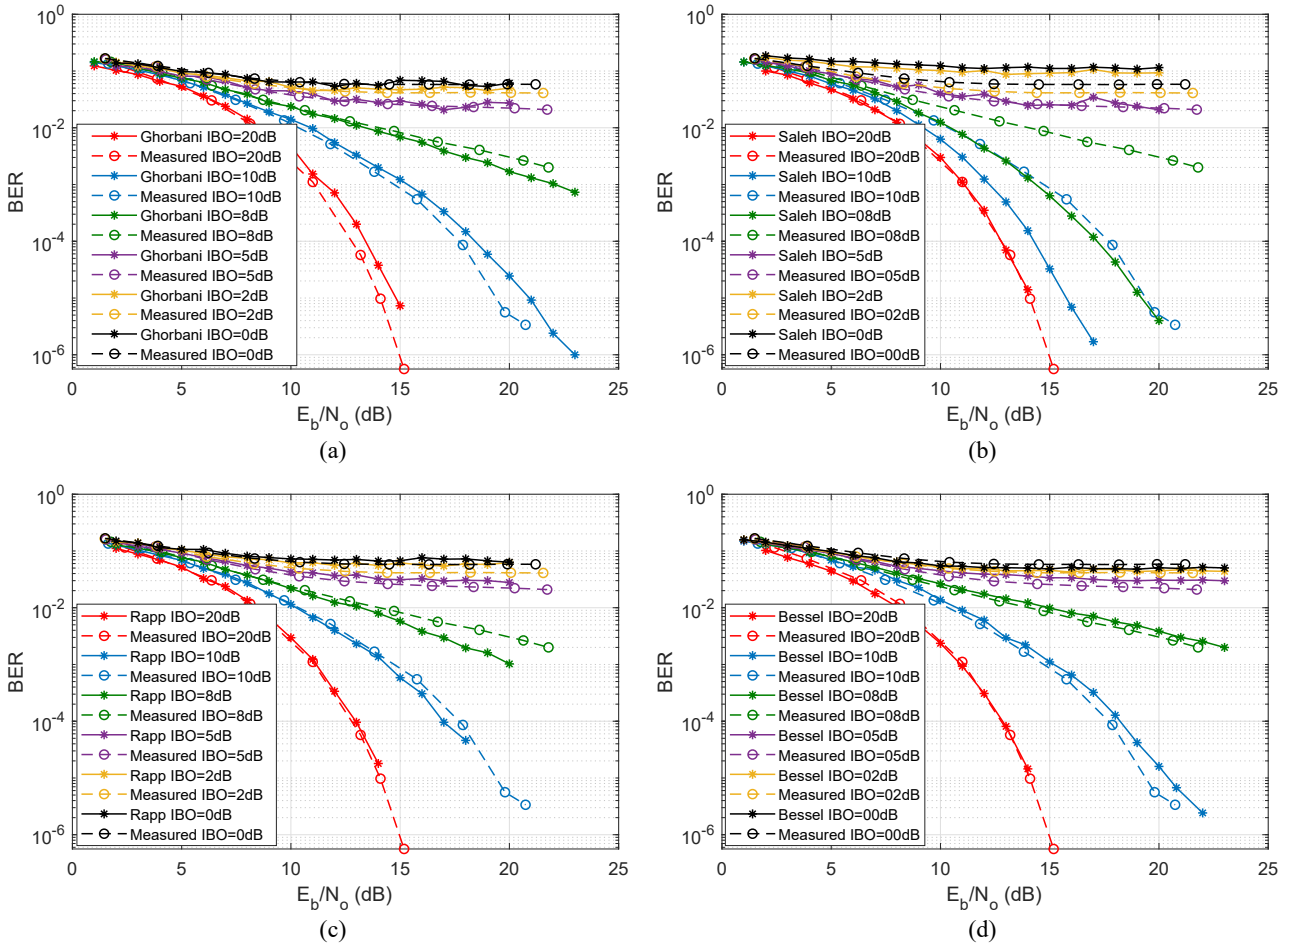 10^0
10^-2
10^-4
10^-6
BER
Ghorbani IBO=20dB
Measured IBO=20dB
Ghorbani IBO=10dB
Measured IBO=10dB
Ghorbani IBO=8dB
Measured IBO=8dB
Ghorbani IBO=5dB
Measured IBO=5dB
Ghorbani IBO=2dB
Measured IBO=2dB
Ghorbani IBO=0dB
Measured IBO=0dB
0 5 10 15 20 25
E_b/N_o (dB)
(a)
10^0
10^-2
10^-4
10^-6
BER
Saleh IBO=20dB
Measured IBO=20dB
Saleh IBO=10dB
Measured IBO=10dB
Saleh IBO=08dB
Measured IBO=08dB
Saleh IBO=5dB
Measured IBO=05dB
Saleh IBO=2dB
Measured IBO=02dB
Saleh IBO=0dB
Measured IBO=00dB
0 5 10 15 20 25
E_b/N_o (dB)
(b)
10^0
10^-2
10^-4
10^-6
BER
Rapp IBO=20dB
Measured IBO=20dB
Rapp IBO=10dB
Measured IBO=10dB
Rapp IBO=8dB
Measured IBO=8dB
Rapp IBO=5dB
Measured IBO=5dB
Rapp IBO=2dB
Measured IBO=2dB
Rapp IBO=0dB
Measured IBO=0dB
0 5 10 15 20 25
E_b/N_o (dB)
(c)
10^0
10^-2
10^-4
10^-6
BER
Bessel IBO=20dB
Measured IBO=20dB
Bessel IBO=10dB
Measured IBO=10dB
Bessel IBO=08dB
Measured IBO=08dB
Bessel IBO=05dB
Measured IBO=05dB
Bessel IBO=02dB
Measured IBO=02dB
Bessel IBO=00dB
Measured IBO=00dB
0 5 10 15 20 25
E_b/N_o (dB)
(d)